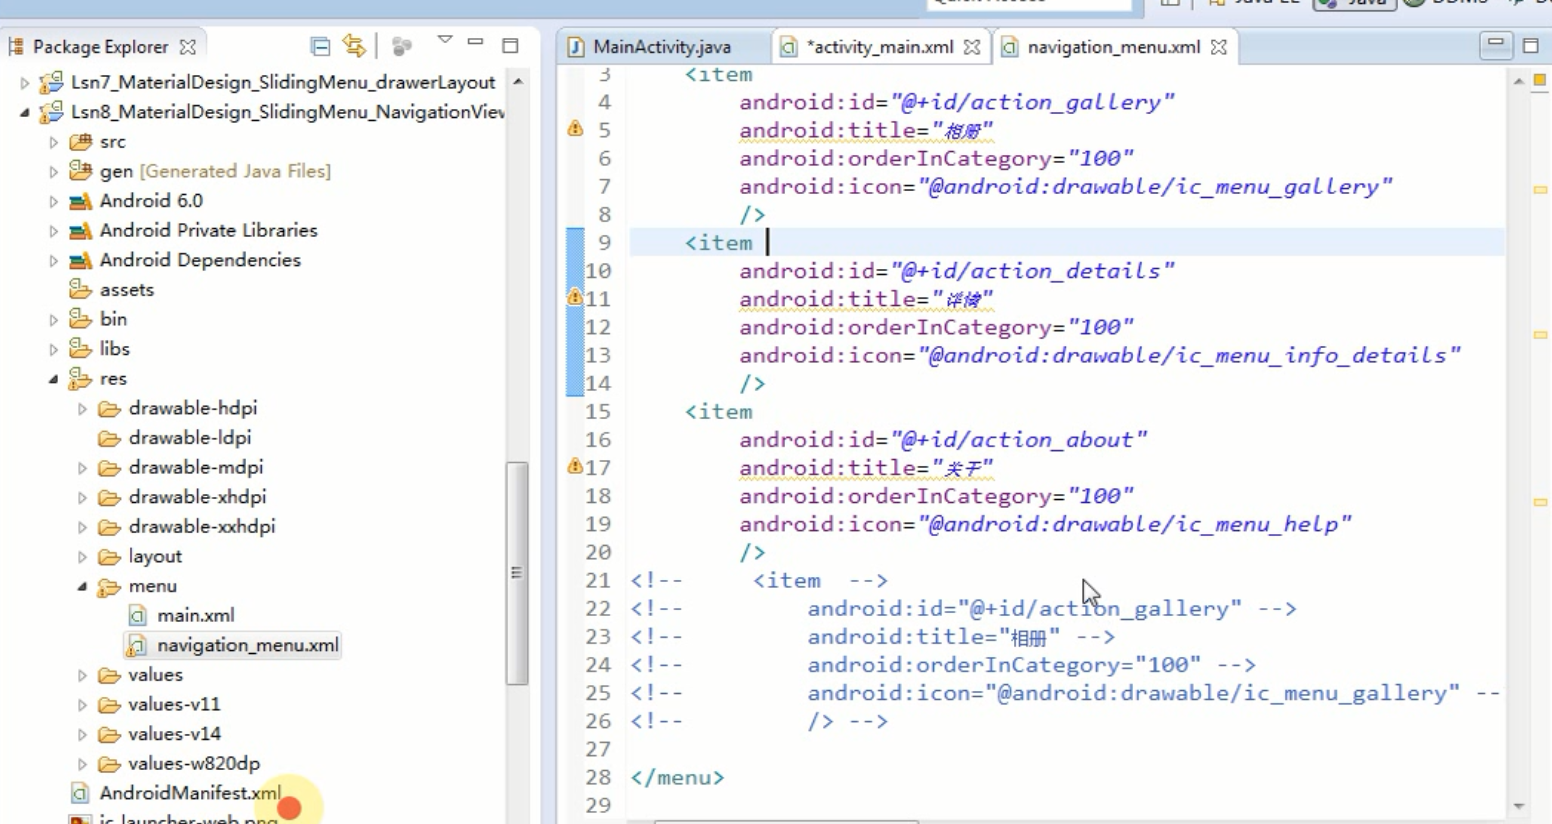 Java
DDMS
Package Explorer
Lsn7_MaterialDesign_SlidingMenu_drawerLayout
Lsn8_MaterialDesign_SlidingMenu_NavigationView
src
gen [Generated Java Files]
Android 6.0
Android Private Libraries
Android Dependencies
assets
bin
libs
res
drawable-hdpi
drawable-ldpi
drawable-mdpi
drawable-xhdpi
drawable-xxhdpi
layout
menu
main.xml
navigation_menu.xml
values
values-v11
values-v14
values-w820dp
AndroidManifest.xml
ic_launcher-web.png
MainActivity.java
*activity_main.xml
navigation_menu.xml
3 <item
4 android:id="@+id/action_gallery"
5 android:title="相册"
6 android:orderInCategory="100"
7 android:icon="@android:drawable/ic_menu_gallery"
8 />
9 <item
10 android:id="@+id/action_details"
11 android:title="详情"
12 android:orderInCategory="100"
13 android:icon="@android:drawable/ic_menu_info_details"
14 />
15 <item
16 android:id="@+id/action_about"
17 android:title="关于"
18 android:orderInCategory="100"
19 android:icon="@android:drawable/ic_menu_help"
20 />
21 <!-- <item -->
22 <!-- android:id="@+id/action_gallery" -->
23 <!-- android:title="相册" -->
24 <!-- android:orderInCategory="100" -->
25 <!-- android:icon="@android:drawable/ic_menu_gallery" --
26 <!-- /> -->
27
28 </menu>
29